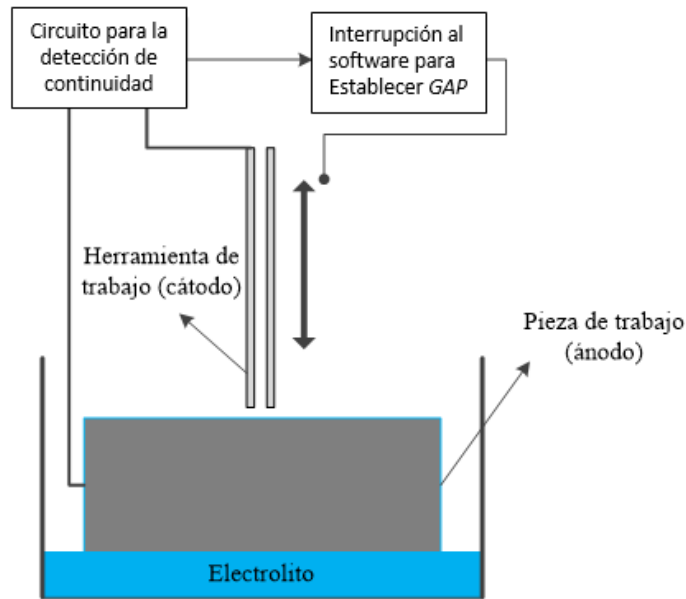 Circuito para la
detección de
continuidad
Interrupción al
software para
Establecer GAP
Herramienta de
trabajo (cátodo)
Pieza de trabajo
(ánodo)
Electrolito